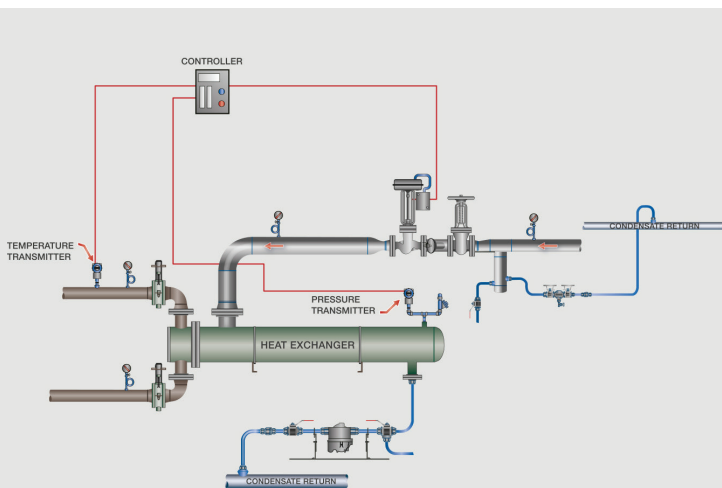 CONTROLLER
CONDENSATE RETURN
TEMPERATURE
TRANSMITTER
PRESSURE
TRANSMITTER
HEAT EXCHANGER
CONDENSATE RETURN